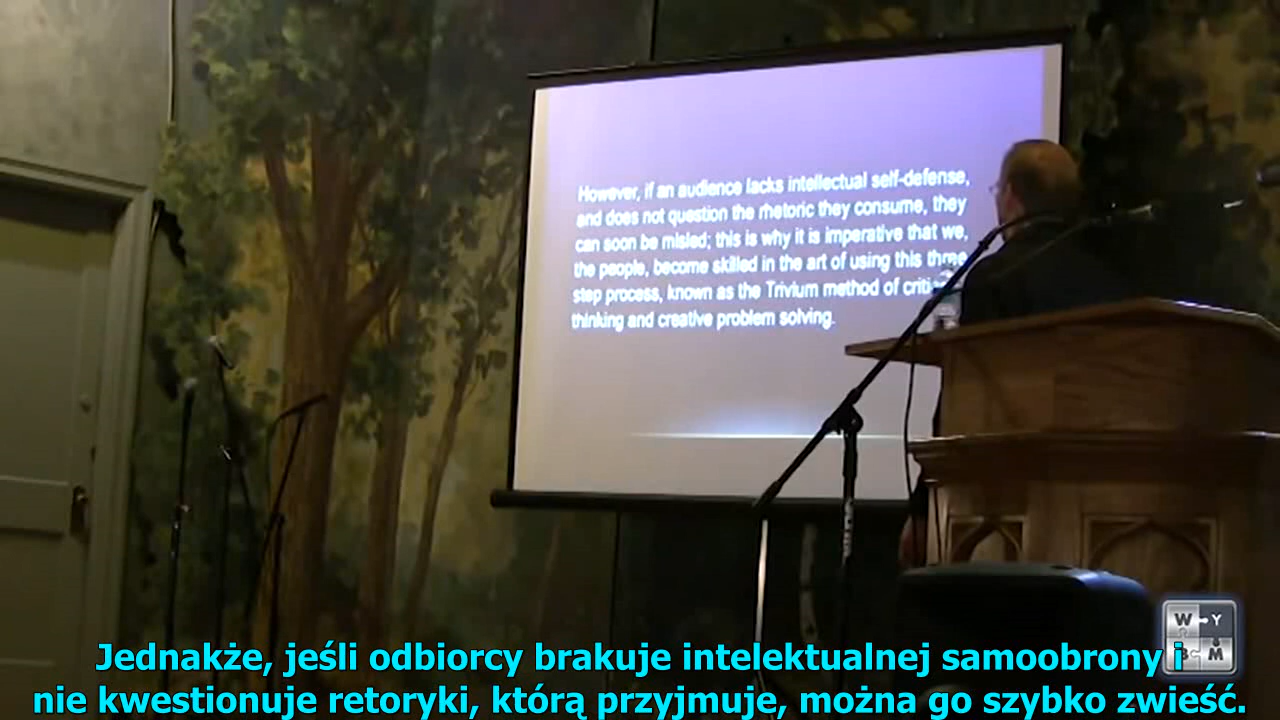 However, if an audience lacks intellectual self-defense,
and does not question the rhetoric they consume, they
can soon be misled; this is why it is imperative that we,
the people, become skilled in the art of using this three
step process, known as the Trivium method of
thinking and creative problem solving.
W Y
B M
Jednakże, jeśli odbiorcy brakuje intelektualnej samoobrony i
nie kwestionuje retoryki, którą przyjmuje, można go szybko zwieść.